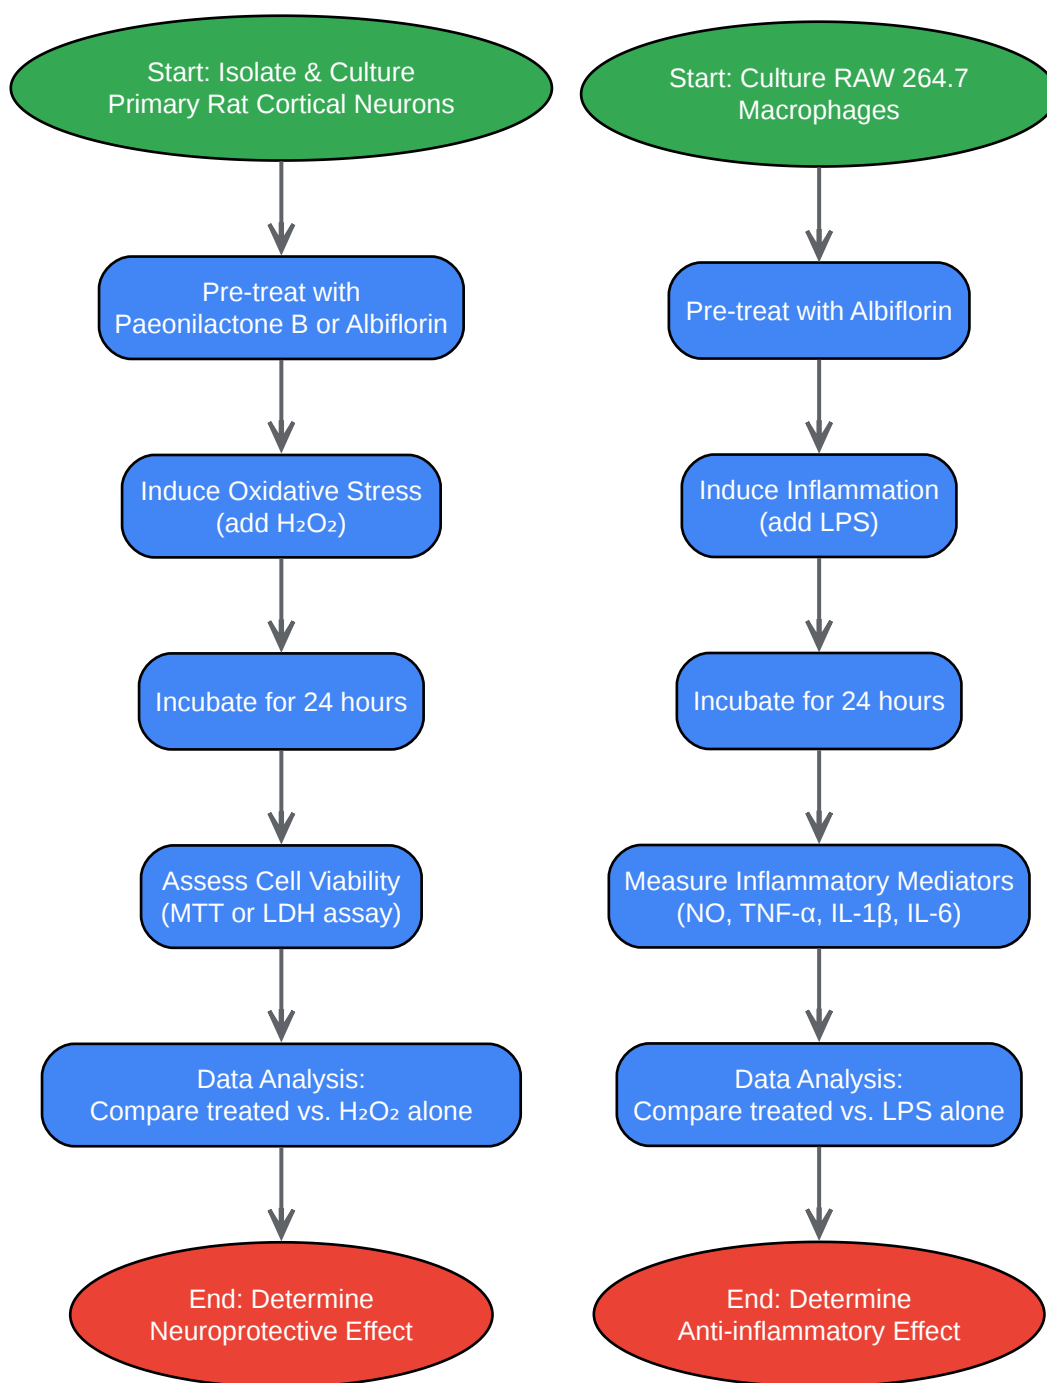 Start: Isolate & Culture
Primary Rat Cortical Neurons
Pre-treat with
Paeonilactone B or Albiflorin
Induce Oxidative Stress
(add H₂O₂)
Incubate for 24 hours
Assess Cell Viability
(MTT or LDH assay)
Data Analysis:
Compare treated vs. H₂O₂ alone
End: Determine
Neuroprotective Effect
Start: Culture RAW 264.7
Macrophages
Pre-treat with Albiflorin
Induce Inflammation
(add LPS)
Incubate for 24 hours
Measure Inflammatory Mediators
(NO, TNF-α, IL-1β, IL-6)
Data Analysis:
Compare treated vs. LPS alone
End: Determine
Anti-inflammatory Effect